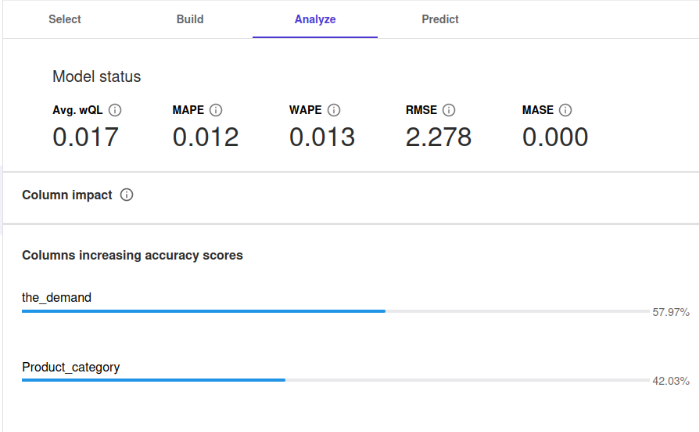 Select Build Analyze Predict
Model status
Avg. wQL MAPE WAPE RMSE MASE
0.017 0.012 0.013 2.278 0.000
Column impact
Columns increasing accuracy scores
the_demand
57.97%
Product_category
42.03%